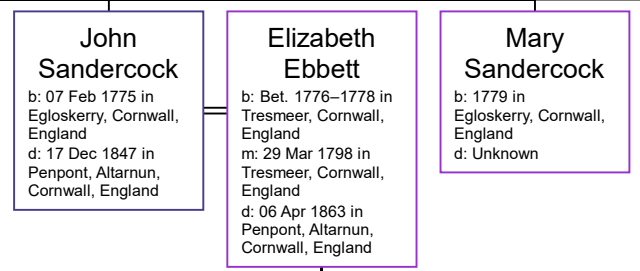 John
Sandercock
b: 07 Feb 1775 in
Egloskerry, Cornwall,
England
d: 17 Dec 1847 in
Penpont, Altarnun,
Cornwall, England
Elizabeth
Ebbett
b: Bet. 1776–1778 in
Tresmeer, Cornwall,
England
m: 29 Mar 1798 in
Tresmeer, Cornwall,
England
d: 06 Apr 1863 in
Penpont, Altarnun,
Cornwall, England
Mary
Sandercock
b: 1779 in
Egloskerry, Cornwall,
England
d: Unknown